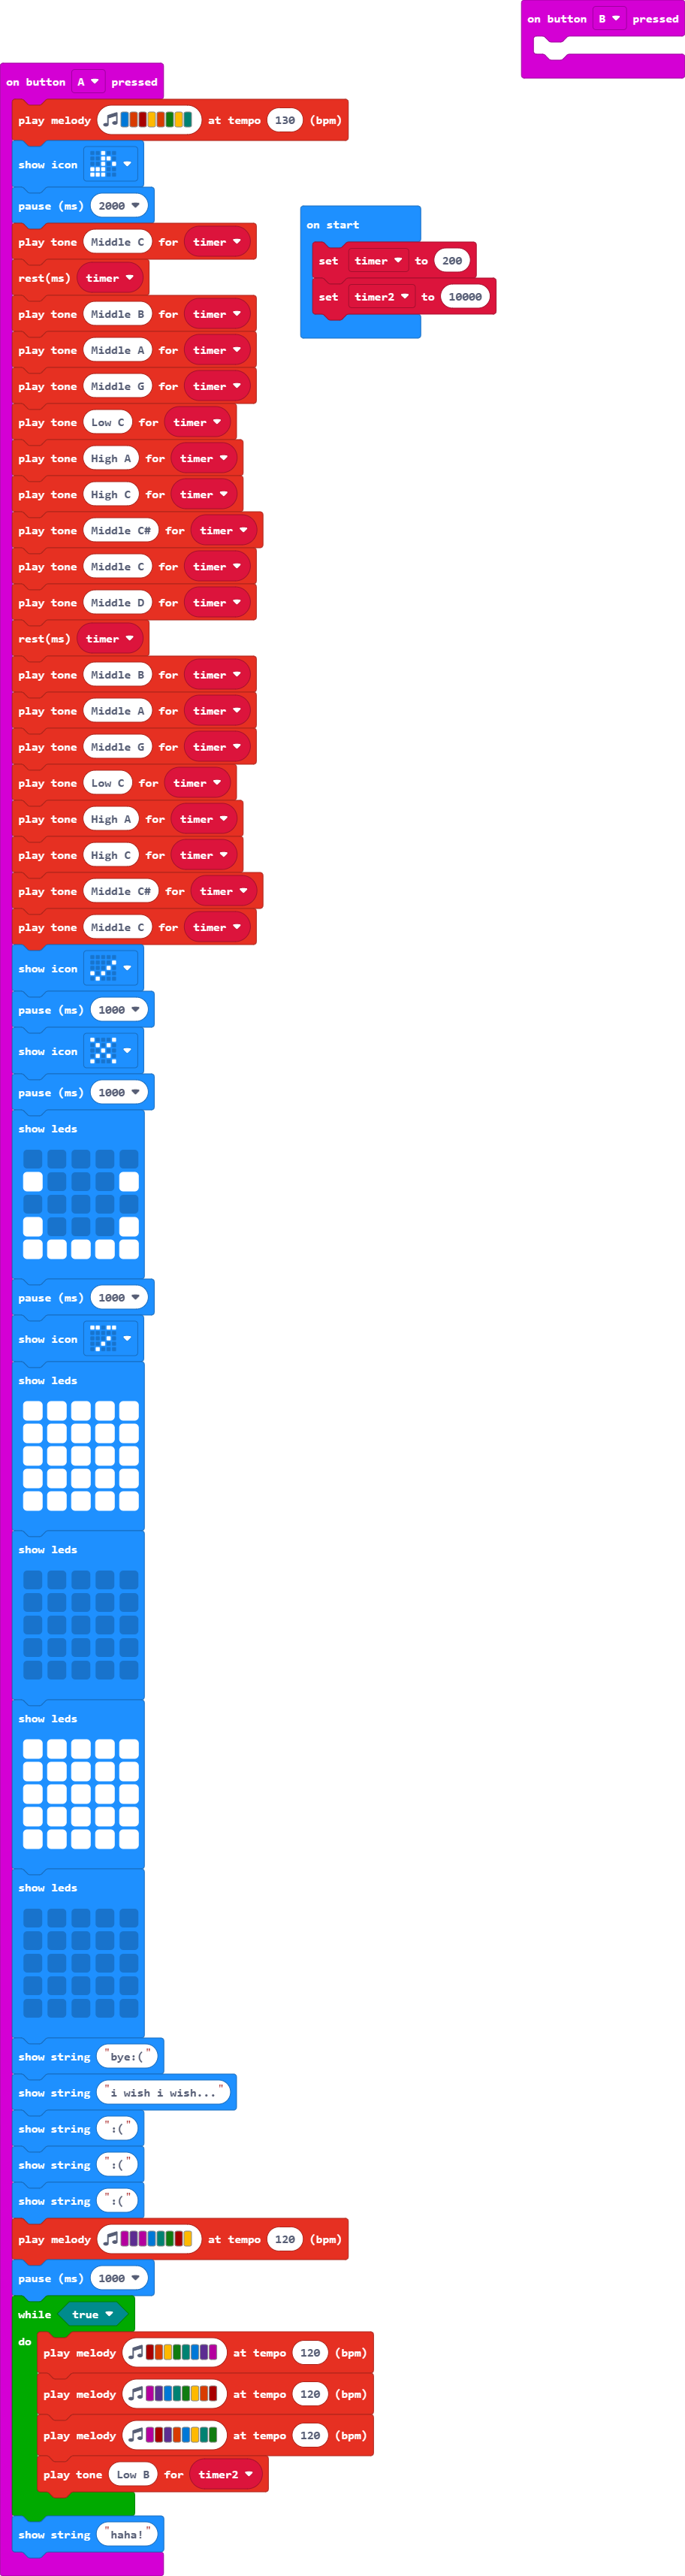 on button B pressed
on button A pressed
play melody at tempo 130 (bpm)
show icon
pause (ms) 2000
play tone Middle C for timer
rest(ms) timer
play tone Middle B for timer
play tone Middle A for timer
play tone Middle G for timer
play tone Low C for timer
play tone High A for timer
play tone High C for timer
play tone Middle C# for timer
play tone Middle C for timer
play tone Middle D for timer
rest(ms) timer
play tone Middle B for timer
play tone Middle A for timer
play tone Middle G for timer
play tone Low C for timer
play tone High A for timer
play tone High C for timer
play tone Middle C# for timer
play tone Middle C for timer
show icon
pause (ms) 1000
show icon
pause (ms) 1000
show leds
pause (ms) 1000
show icon
show leds
show leds
show leds
show leds
show string "bye:("
show string "i wish i wish..."
show string ":("
show string ":("
show string ":("
play melody at tempo 120 (bpm)
pause (ms) 1000
while true
do
play melody at tempo 120 (bpm)
play melody at tempo 120 (bpm)
play melody at tempo 120 (bpm)
play tone Low B for timer2
show string "haha!"
on start
set timer to 200
set timer2 to 10000